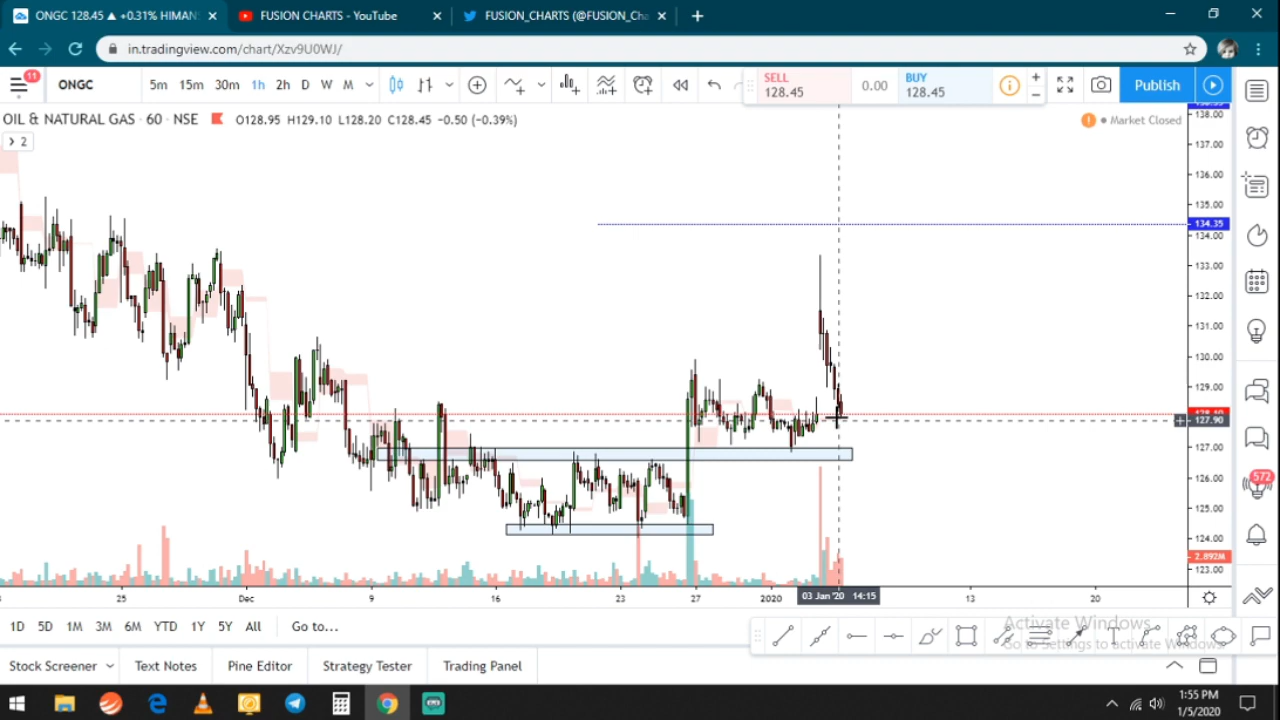 ONGC 128.45 ▲ +0.31% HIMAN
FUSION CHARTS - YouTube
FUSION_CHARTS (@FUSION_Cha
in.tradingview.com/chart/Xzv9U0WJ/
11
ONGC
5m 15m 30m 1h 2h D W M
SELL
128.45
0.00
BUY
128.45
Publish
OIL & NATURAL GAS · 60 · NSE O128.95 H129.10 L128.20 C128.45 −0.50 (−0.39%)
Market Closed
2
138.00
137.00
136.00
135.00
134.35
134.00
133.00
132.00
131.00
130.00
129.00
127.90
127.00
126.00
125.00
124.00
2.892M
123.00
572
25 Dec 9 16 23 27 2020 03 Jan '20 14:15 13 20
1D 5D 1M 3M 6M YTD 1Y 5Y All Go to...
Activate Windows
Go to Settings to activate Windows.
Stock Screener Text Notes Pine Editor Strategy Tester Trading Panel
1:55 PM
1/5/2020